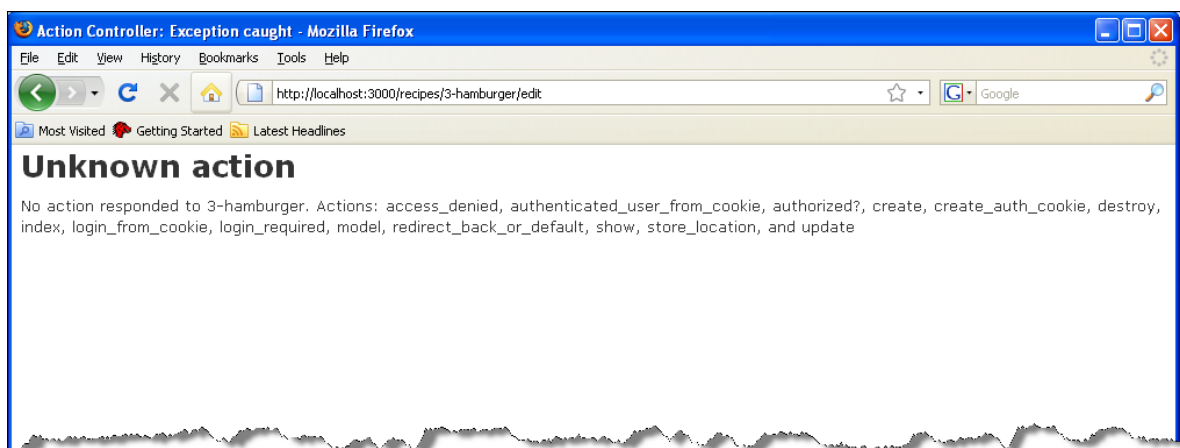 Action Controller: Exception caught - Mozilla Firefox
File Edit View History Bookmarks Tools Help
http://localhost:3000/recipes/3-hamburger/edit
G Google
Most Visited Getting Started Latest Headlines
Unknown action
No action responded to 3-hamburger. Actions: access_denied, authenticated_user_from_cookie, authorized?, create, create_auth_cookie, destroy,
index, login_from_cookie, login_required, model, redirect_back_or_default, show, store_location, and update